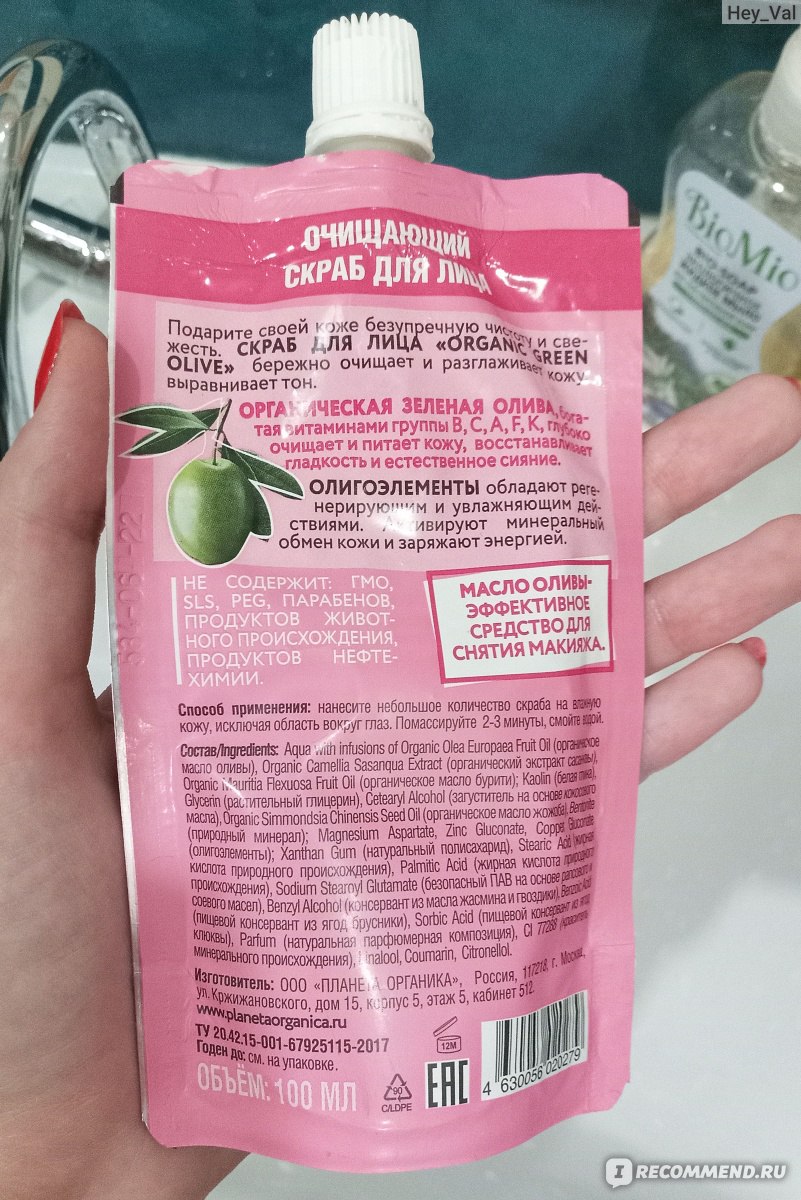 Hey_Val
ОЧИЩАЮЩИЙ
СКРАБ ДЛЯ ЛИЦА
Подарите своей коже безупречную чистоту и све-
жесть. СКРАБ ДЛЯ ЛИЦА «ORGANIC GREEN
OLIVE» бережно очищает и разглаживает кожу,
выравнивает тон.
ОРГАНИЧЕСКАЯ ЗЕЛЕНАЯ ОЛИВА, бога-
тая витаминами группы B, C, A, F, K, глубоко
очищает и питает кожу, восстанавливает
гладкость и естественное сияние.
ОЛИГОЭЛЕМЕНТЫ обладают реге-
нерирующим и увлажняющим дей-
ствиями. Активируют минеральный
обмен кожи и заряжают энергией.
НЕ СОДЕРЖИТ: ГМО,
SLS, PEG, ПАРАБЕНОВ,
ПРОДУКТОВ ЖИВОТ-
НОГО ПРОИСХОЖДЕНИЯ,
ПРОДУКТОВ НЕФТЕ-
ХИМИИ.
МАСЛО ОЛИВЫ-
ЭФФЕКТИВНОЕ
СРЕДСТВО ДЛЯ
СНЯТИЯ МАКИЯЖА.
Способ применения: нанесите небольшое количество скраба на влажную
кожу, исключая область вокруг глаз. Помассируйте 2-3 минуты, смойте водой.
Состав/Ingredients: Aqua with infusions of Organic Olea Europaea Fruit Oil (органическое
масло оливы), Organic Camellia Sasanqua Extract (органический экстракт сасанквы),
Organic Mauritia Flexuosa Fruit Oil (органическое масло бурити); Kaolin (белая глина),
Glycerin (растительный глицерин), Cetearyl Alcohol (загуститель на основе кокосового
масла), Organic Simmondsia Chinensis Seed Oil (органическое масло жожоба), Bentonite
(природный минерал); Magnesium Aspartate, Zinc Gluconate, Copper Gluconate
(олигоэлементы); Xanthan Gum (натуральный полисахарид), Stearic Acid (жирная
кислота природного происхождения), Palmitic Acid (жирная кислота природного
происхождения), Sodium Stearoyl Glutamate (безопасный ПАВ на основе рапсового и
соевого масел), Benzyl Alcohol (консервант из масла жасмина и гвоздики), Benzoic Acid
(пищевой консервант из ягод брусники), Sorbic Acid (пищевой консервант из ягод
клюквы), Parfum (натуральная парфюмерная композиция), CI 77288 (краситель
минерального происхождения), Linalool, Coumarin, Citronellol.
Изготовитель: ООО «ПЛАНЕТА ОРГАНИКА», Россия, 117218, г. Москва,
ул. Кржижановского, дом 15, корпус 5, этаж 5, кабинет 512.
www.planetaorganica.ru
ТУ 20.42.15-001-67925115-2017
Годен до: см. на упаковке.
ОБЪЁМ: 100 МЛ
90
C/LDPE
12M
EAC
4 630056 020279
BioMio
BIO-SOAP
IRECOMMEND.RU